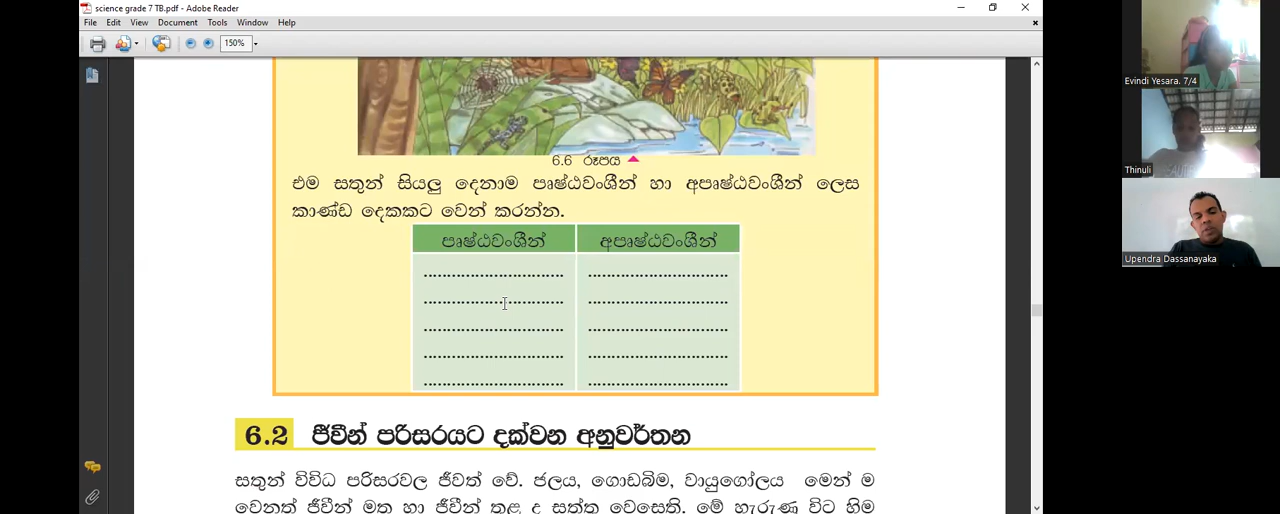 science grade 7 TB.pdf - Adobe Reader
File Edit View Document Tools Window Help
150%
6.6 රූපය
එම සතුන් සියලු දෙනාම පෘෂ්ඨවංශීන් හා අපෘෂ්ඨවංශීන් ලෙස
කාණ්ඩ දෙකකට වෙන් කරන්න.
පෘෂ්ඨවංශීන් අපෘෂ්ඨවංශීන්
.............................. ..............................
.............................. ..............................
.............................. ..............................
.............................. ..............................
.............................. ..............................
6.2 ජීවීන් පරිසරයට දක්වන අනුවර්තන
සතුන් විවිධ පරිසරවල ජීවත් වේ. ජලය, ගොඩබිම, වායුගෝලය මෙන් ම
වෙනත් ජීවීන් මත හා ජීවීන් තුළ ද සත්ත්ව වෙසෙති. මේ හැරුණ විට හිම
Evindi Yesara. 7/4
Thinuli
Upendra Dassanayaka